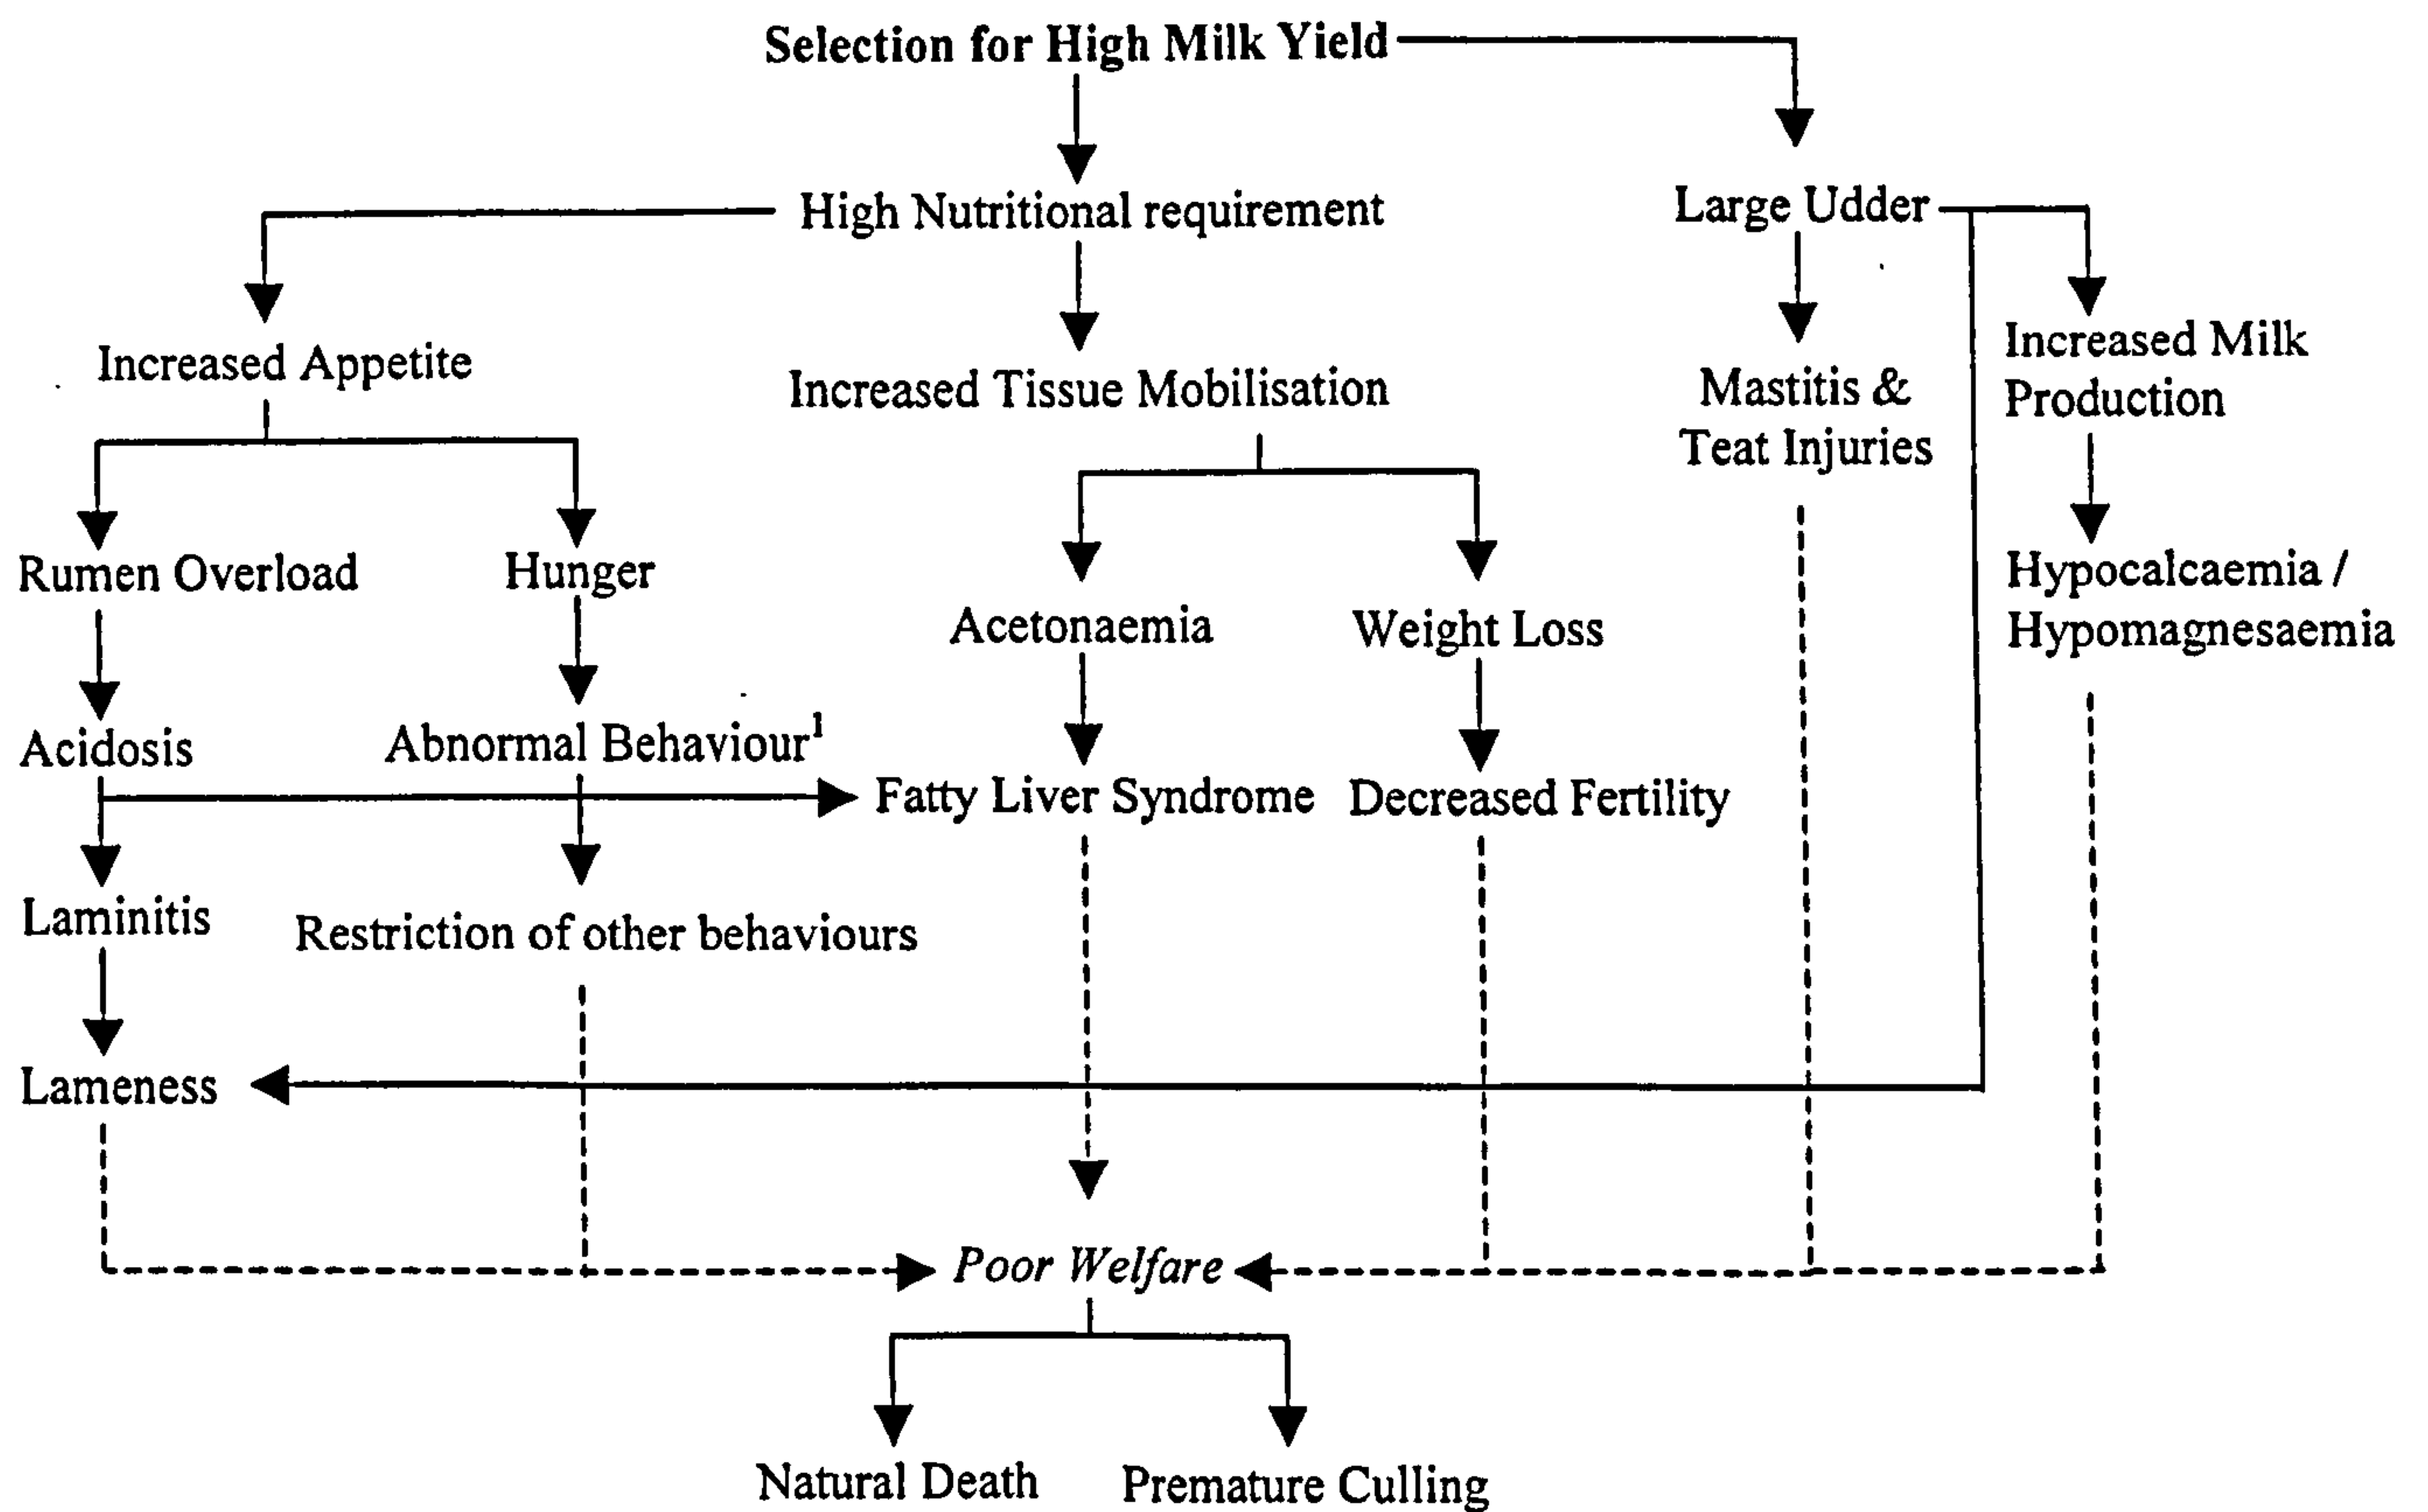 Selection for High Milk Yield
High Nutritional requirement
Large Udder
Increased Appetite
Increased Tissue Mobilisation
Mastitis &
Teat Injuries
Increased Milk
Production
Rumen Overload
Hunger
Acetonaemia
Weight Loss
Hypocalcaemia /
Hypomagnesaemia
Acidosis
Abnormal Behaviour¹
Fatty Liver Syndrome
Decreased Fertility
Laminitis
Restriction of other behaviours
Lameness
Poor Welfare
Natural Death
Premature Culling